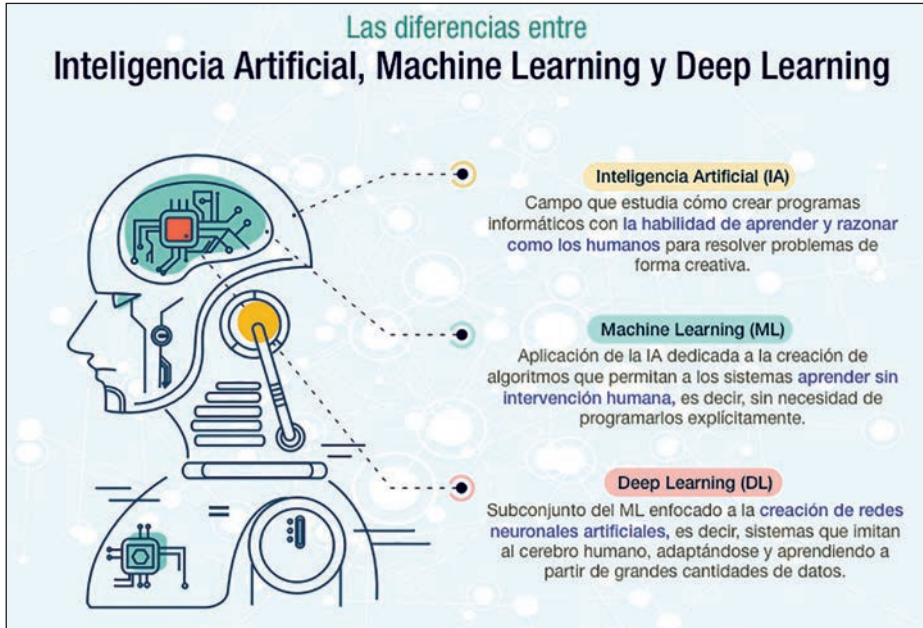 Las diferencias entre
Inteligencia Artificial, Machine Learning y Deep Learning
Inteligencia Artificial (IA)
Campo que estudia cómo crear programas
informáticos con la habilidad de aprender y razonar
como los humanos para resolver problemas de
forma creativa.
Machine Learning (ML)
Aplicación de la IA dedicada a la creación de
algoritmos que permitan a los sistemas aprender sin
intervención humana, es decir, sin necesidad de
programarlos explícitamente.
Deep Learning (DL)
Subconjunto del ML enfocado a la creación de redes
neuronales artificiales, es decir, sistemas que imitan
al cerebro humano, adaptándose y aprendiendo a
partir de grandes cantidades de datos.